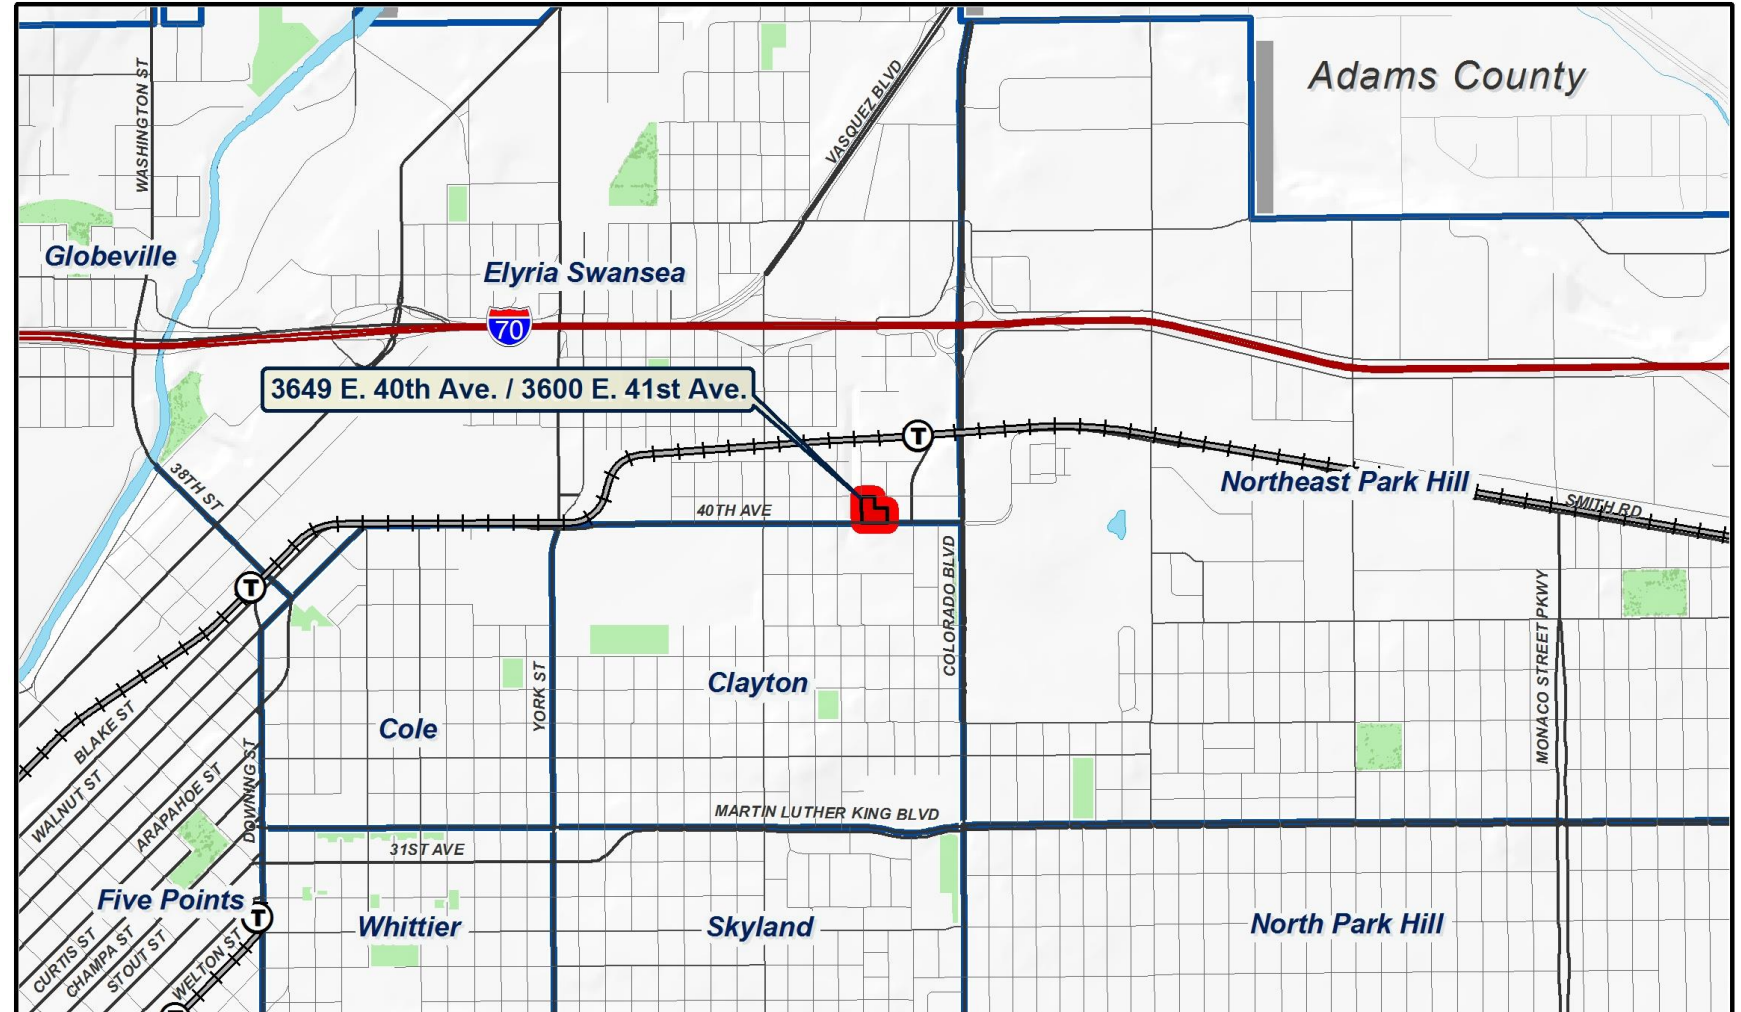 Adams County
WASHINGTON ST
VASQUEZ BLVD
Globeville
Elyria Swansea
70
3649 E. 40th Ave. / 3600 E. 41st Ave.
T
38TH ST
40TH AVE
Northeast Park Hill
SMITH RD
T
COLORADO BLVD
MONACO STREET PKWY
YORK ST
Clayton
Cole
BLAKE ST
WALNUT ST
ARAPAHOE ST
DOWNING ST
MARTIN LUTHER KING BLVD
31ST AVE
Five Points
T
Whittier
Skyland
North Park Hill
CURTIS ST
CHAMPA ST
STOUT ST
WELTON ST